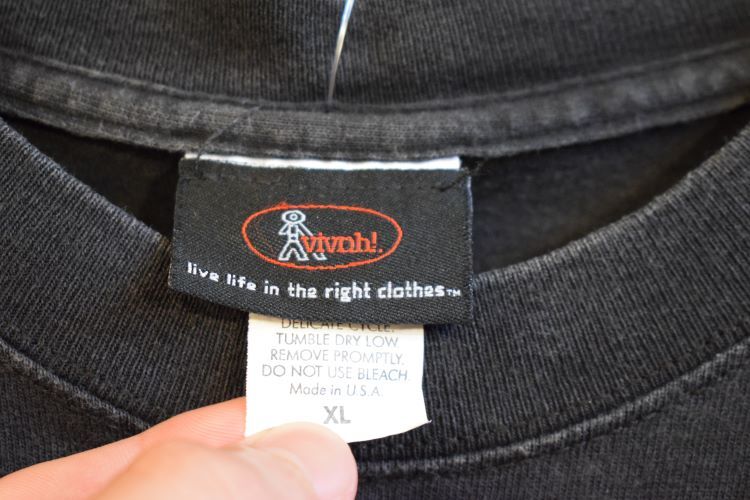 vivah!.
live life in the right clothes™
DELICATE CYCLE.
TUMBLE DRY LOW
REMOVE PROMPTLY.
DO NOT USE BLEACH.
Made in U.S.A.
XL